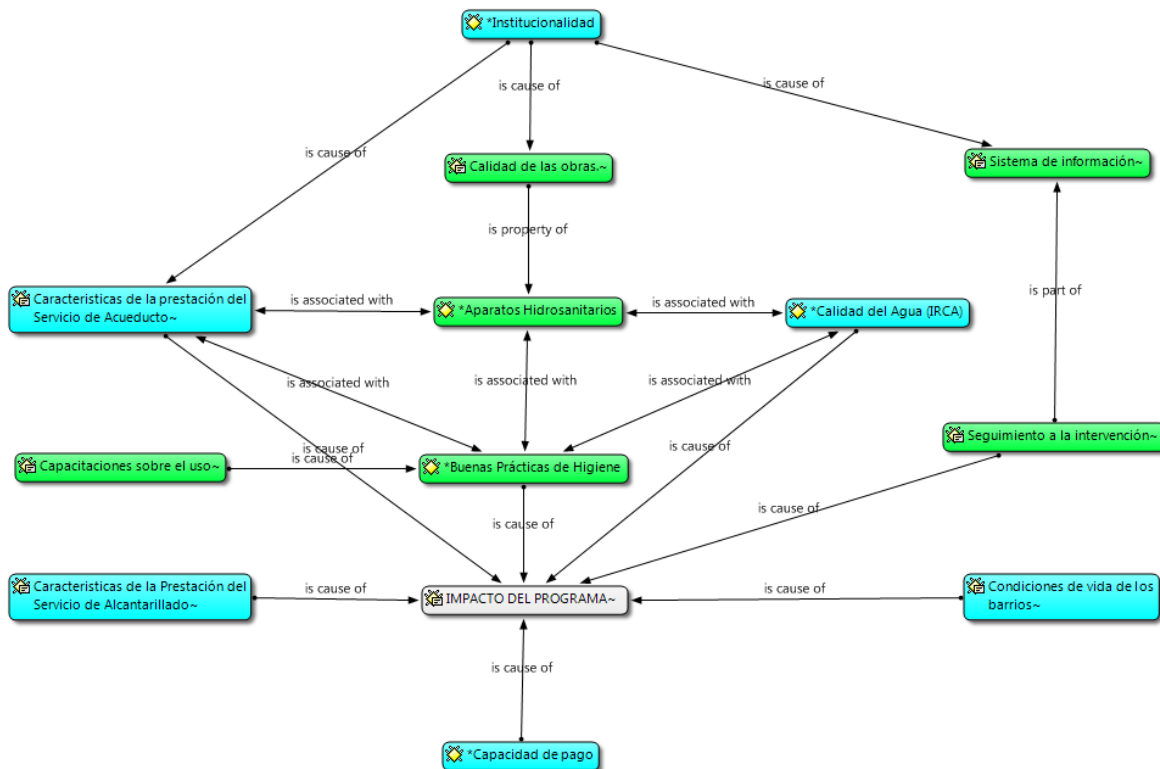 *Institucionalidad
is cause of
is cause of
is cause of
Calidad de las obras.~
Sistema de información~
is property of
is part of
Caracteristicas de la prestación del
Servicio de Acueducto~
is associated with
*Aparatos Hidrosanitarios
is associated with
*Calidad del Agua (IRCA)
is associated with
is associated with
is associated with
Seguimiento a la intervención~
is cause of
is cause of
Capacitaciones sobre el uso~
is cause of
*Buenas Prácticas de Higiene
is cause of
is cause of
Caracteristicas de la Prestación del
Servicio de Alcantarillado~
is cause of
IMPACTO DEL PROGRAMA~
is cause of
Condiciones de vida de los
barrios~
is cause of
*Capacidad de pago